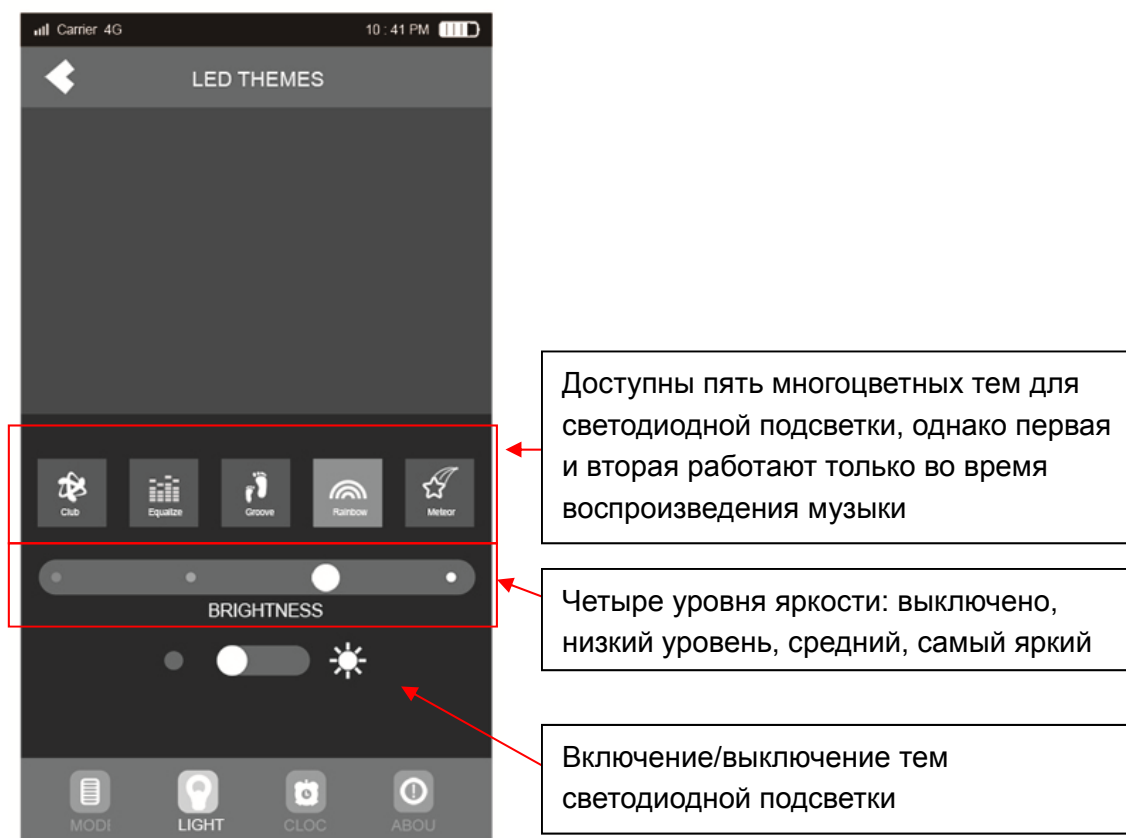 Carrier 4G 10 : 41 PM
LED THEMES
Club Equalize Groove Rainbow Meteor
BRIGHTNESS
MODE LIGHT CLOC ABOU
Доступны пять многоцветных тем для
светодиодной подсветки, однако первая
и вторая работают только во время
воспроизведения музыки
Четыре уровня яркости: выключено,
низкий уровень, средний, самый яркий
Включение/выключение тем
светодиодной подсветки